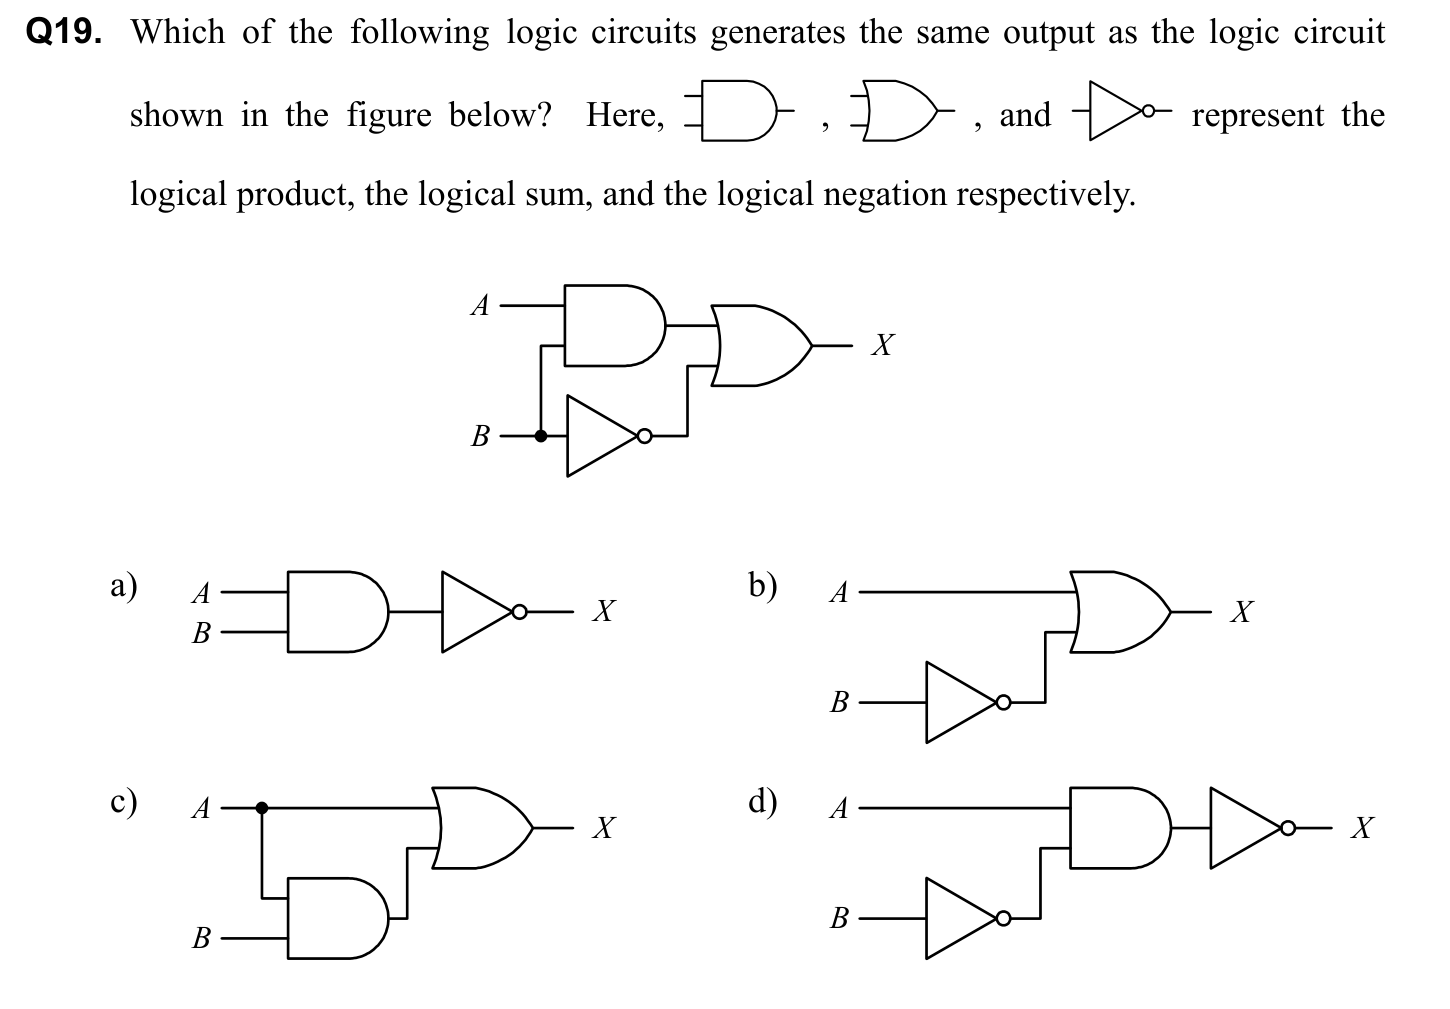 Q19. Which of the following logic circuits generates the same output as the logic circuit
shown in the figure below? Here, , , and represent the
logical product, the logical sum, and the logical negation respectively.
A
X
B
a) A
B
X
b) A
X
B
c) A
X
B
d) A
X
B